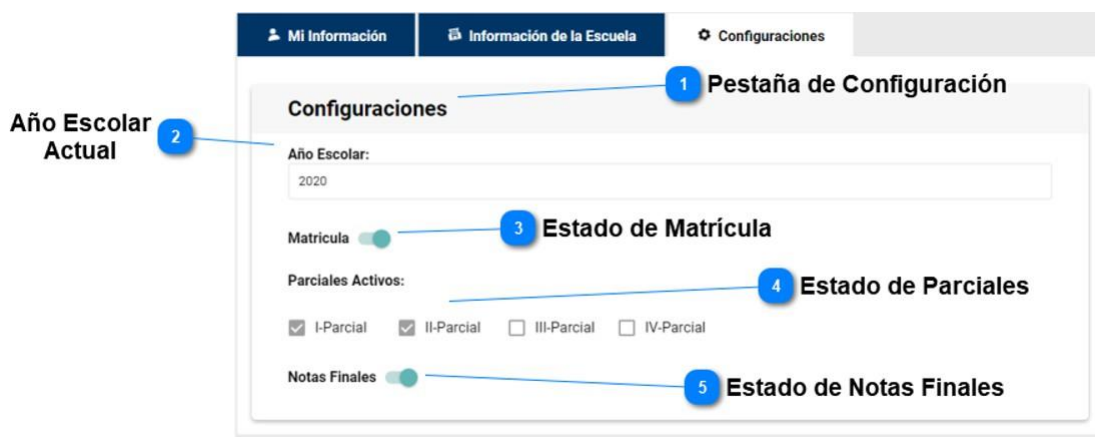 Mi Información
Información de la Escuela
Configuraciones
1 Pestaña de Configuración
Configuraciones
Año Escolar
Actual
2
Año Escolar:
2020
Matricula
3 Estado de Matrícula
Parciales Activos:
4 Estado de Parciales
I-Parcial
II-Parcial
III-Parcial
IV-Parcial
Notas Finales
5 Estado de Notas Finales